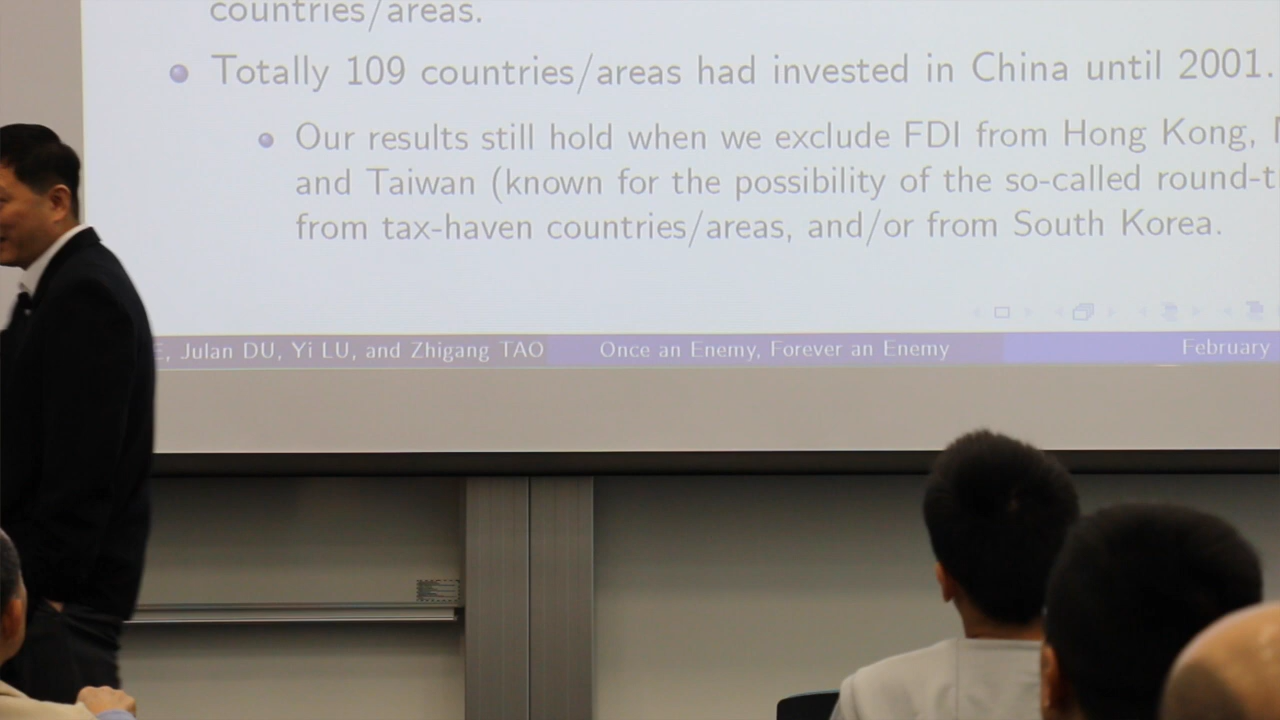 countries/areas.
Totally 109 countries/areas had invested in China until 2001.
Our results still hold when we exclude FDI from Hong Kong,
and Taiwan (known for the possibility of the so-called round-t
from tax-haven countries/areas, and/or from South Korea.
E, Julan DU, Yi LU, and Zhigang TAO
Once an Enemy, Forever an Enemy
February